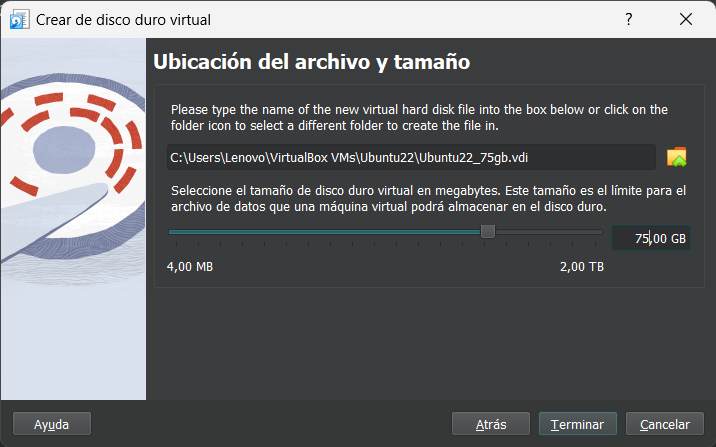 Crear de disco duro virtual
?
Ubicación del archivo y tamaño
Please type the name of the new virtual hard disk file into the box below or click on the
folder icon to select a different folder to create the file in.
C:\Users\Lenovo\VirtualBox VMs\Ubuntu22\Ubuntu22_75gb.vdi
Seleccione el tamaño de disco duro virtual en megabytes. Este tamaño es el límite para el
archivo de datos que una máquina virtual podrá almacenar en el disco duro.
75,00 GB
4,00 MB
2,00 TB
Ayuda
Atrás
Terminar
Cancelar